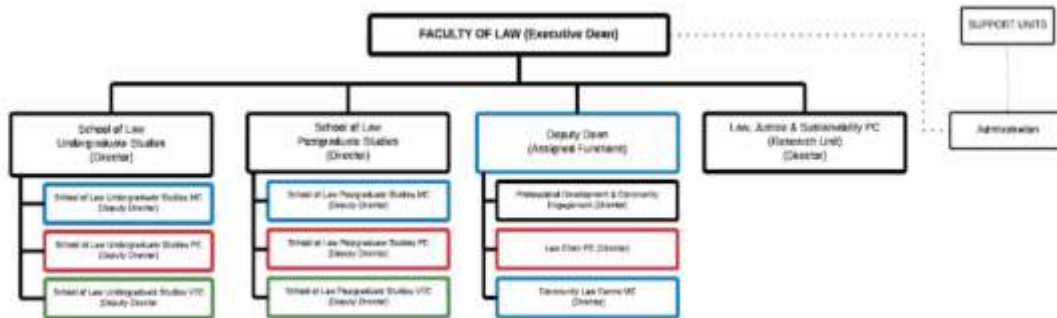 FACULTY OF LAW (Executive Dean)
SUPPORT UNITS
Administration
School of Law
Undergraduate Studies
(Director)
School of Law
Postgraduate Studies
(Director)
Deputy Dean
(Assigned Functions)
Law, Justice & Sustainability PC
(Research Unit)
(Director)
School of Law Undergraduate Studies MC
(Deputy Director)
School of Law Postgraduate Studies MC
(Deputy Director)
Professional Development & Community
Engagement (Director)
School of Law Undergraduate Studies PC
(Deputy Director)
School of Law Postgraduate Studies PC
(Deputy Director)
Law Clinic PC (Director)
School of Law Undergraduate Studies VTC
(Deputy Director
School of Law Postgraduate Studies VTC
(Deputy Director)
Community Law Centre MC
(Director)